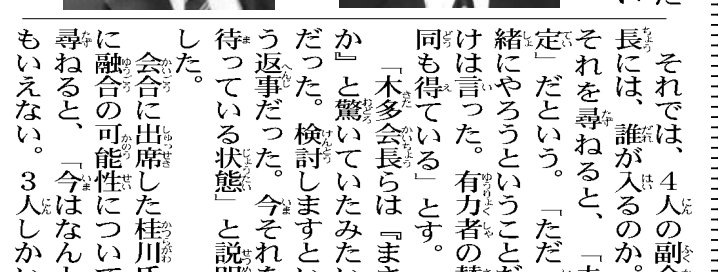 た
い
それでは、４人の副会
長には、誰が入るのか。
それを尋ねると、「
定」だという。「ただ
緒にやろうということだ
けは言った。有力者の賛
同も得ている」とす。
「木多会長らは『まさ
か』と驚いていたみたい
だった。検討しますとい
う返事だった。今それを
待っている状態」と説明
した。
会合に出席した桂川氏
に融合の可能性について
尋ねると、「今はなんと
もいえない。３人しかい